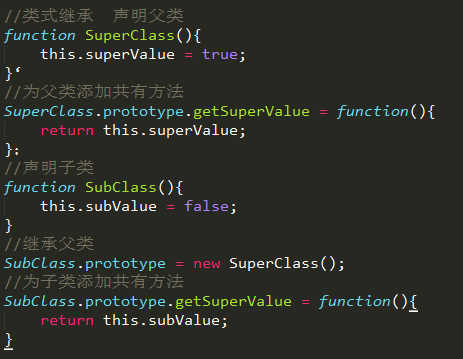 //类式继承  声明父类
function SuperClass(){
    this.superValue = true;
}‘
//为父类添加共有方法
SuperClass.prototype.getSuperValue = function(){
    return this.superValue;
}：
//声明子类
function SubClass(){
    this.subValue = false;
}
//继承父类
SubClass.prototype = new SuperClass();
//为子类添加共有方法
SubClass.prototype.getSuperValue = function(){
    return this.subValue;
}